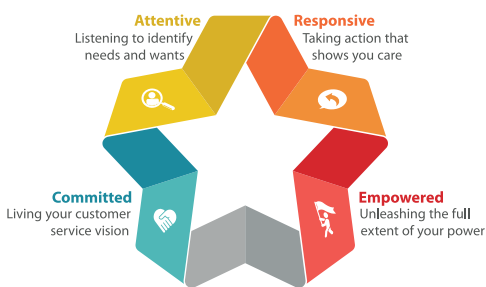 Attentive
Listening to identify
needs and wants
Responsive
Taking action that
shows you care
Committed
Living your customer
service vision
Empowered
Unleashing the full
extent of your power